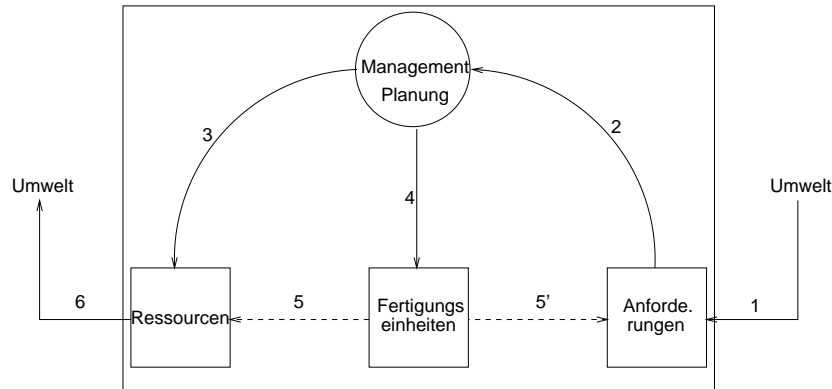 Management
Planung
3
2
Umwelt
Umwelt
4
6
Ressourcen
5
Fertigungs
einheiten
5'
Anforde.
rungen
1